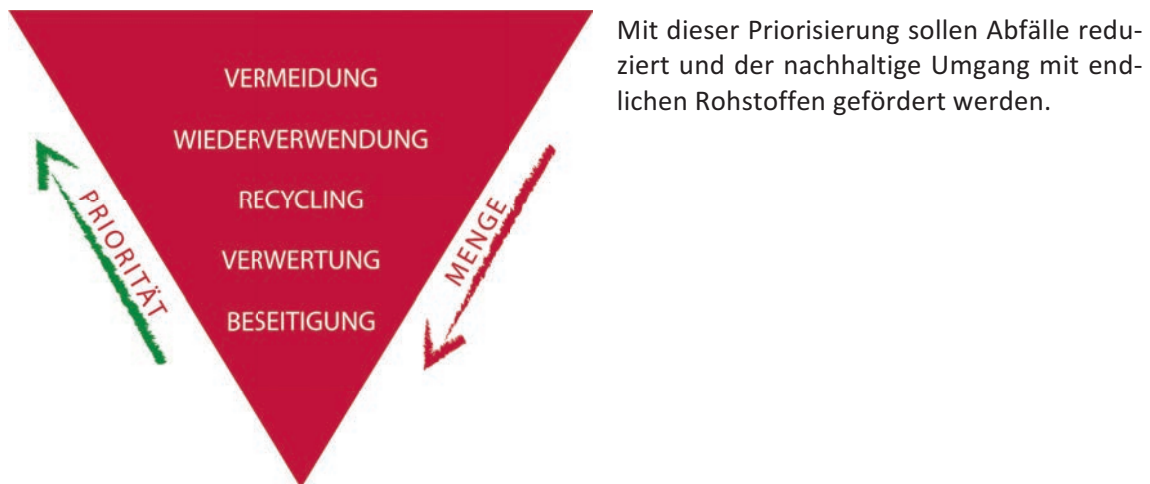 VERMEIDUNG
WIEDERVERWENDUNG
RECYCLING
VERWERTUNG
BESEITIGUNG
PRIORITÄT
MENGE
Mit dieser Priorisierung sollen Abfälle redu-
ziert und der nachhaltige Umgang mit end-
lichen Rohstoffen gefördert werden.